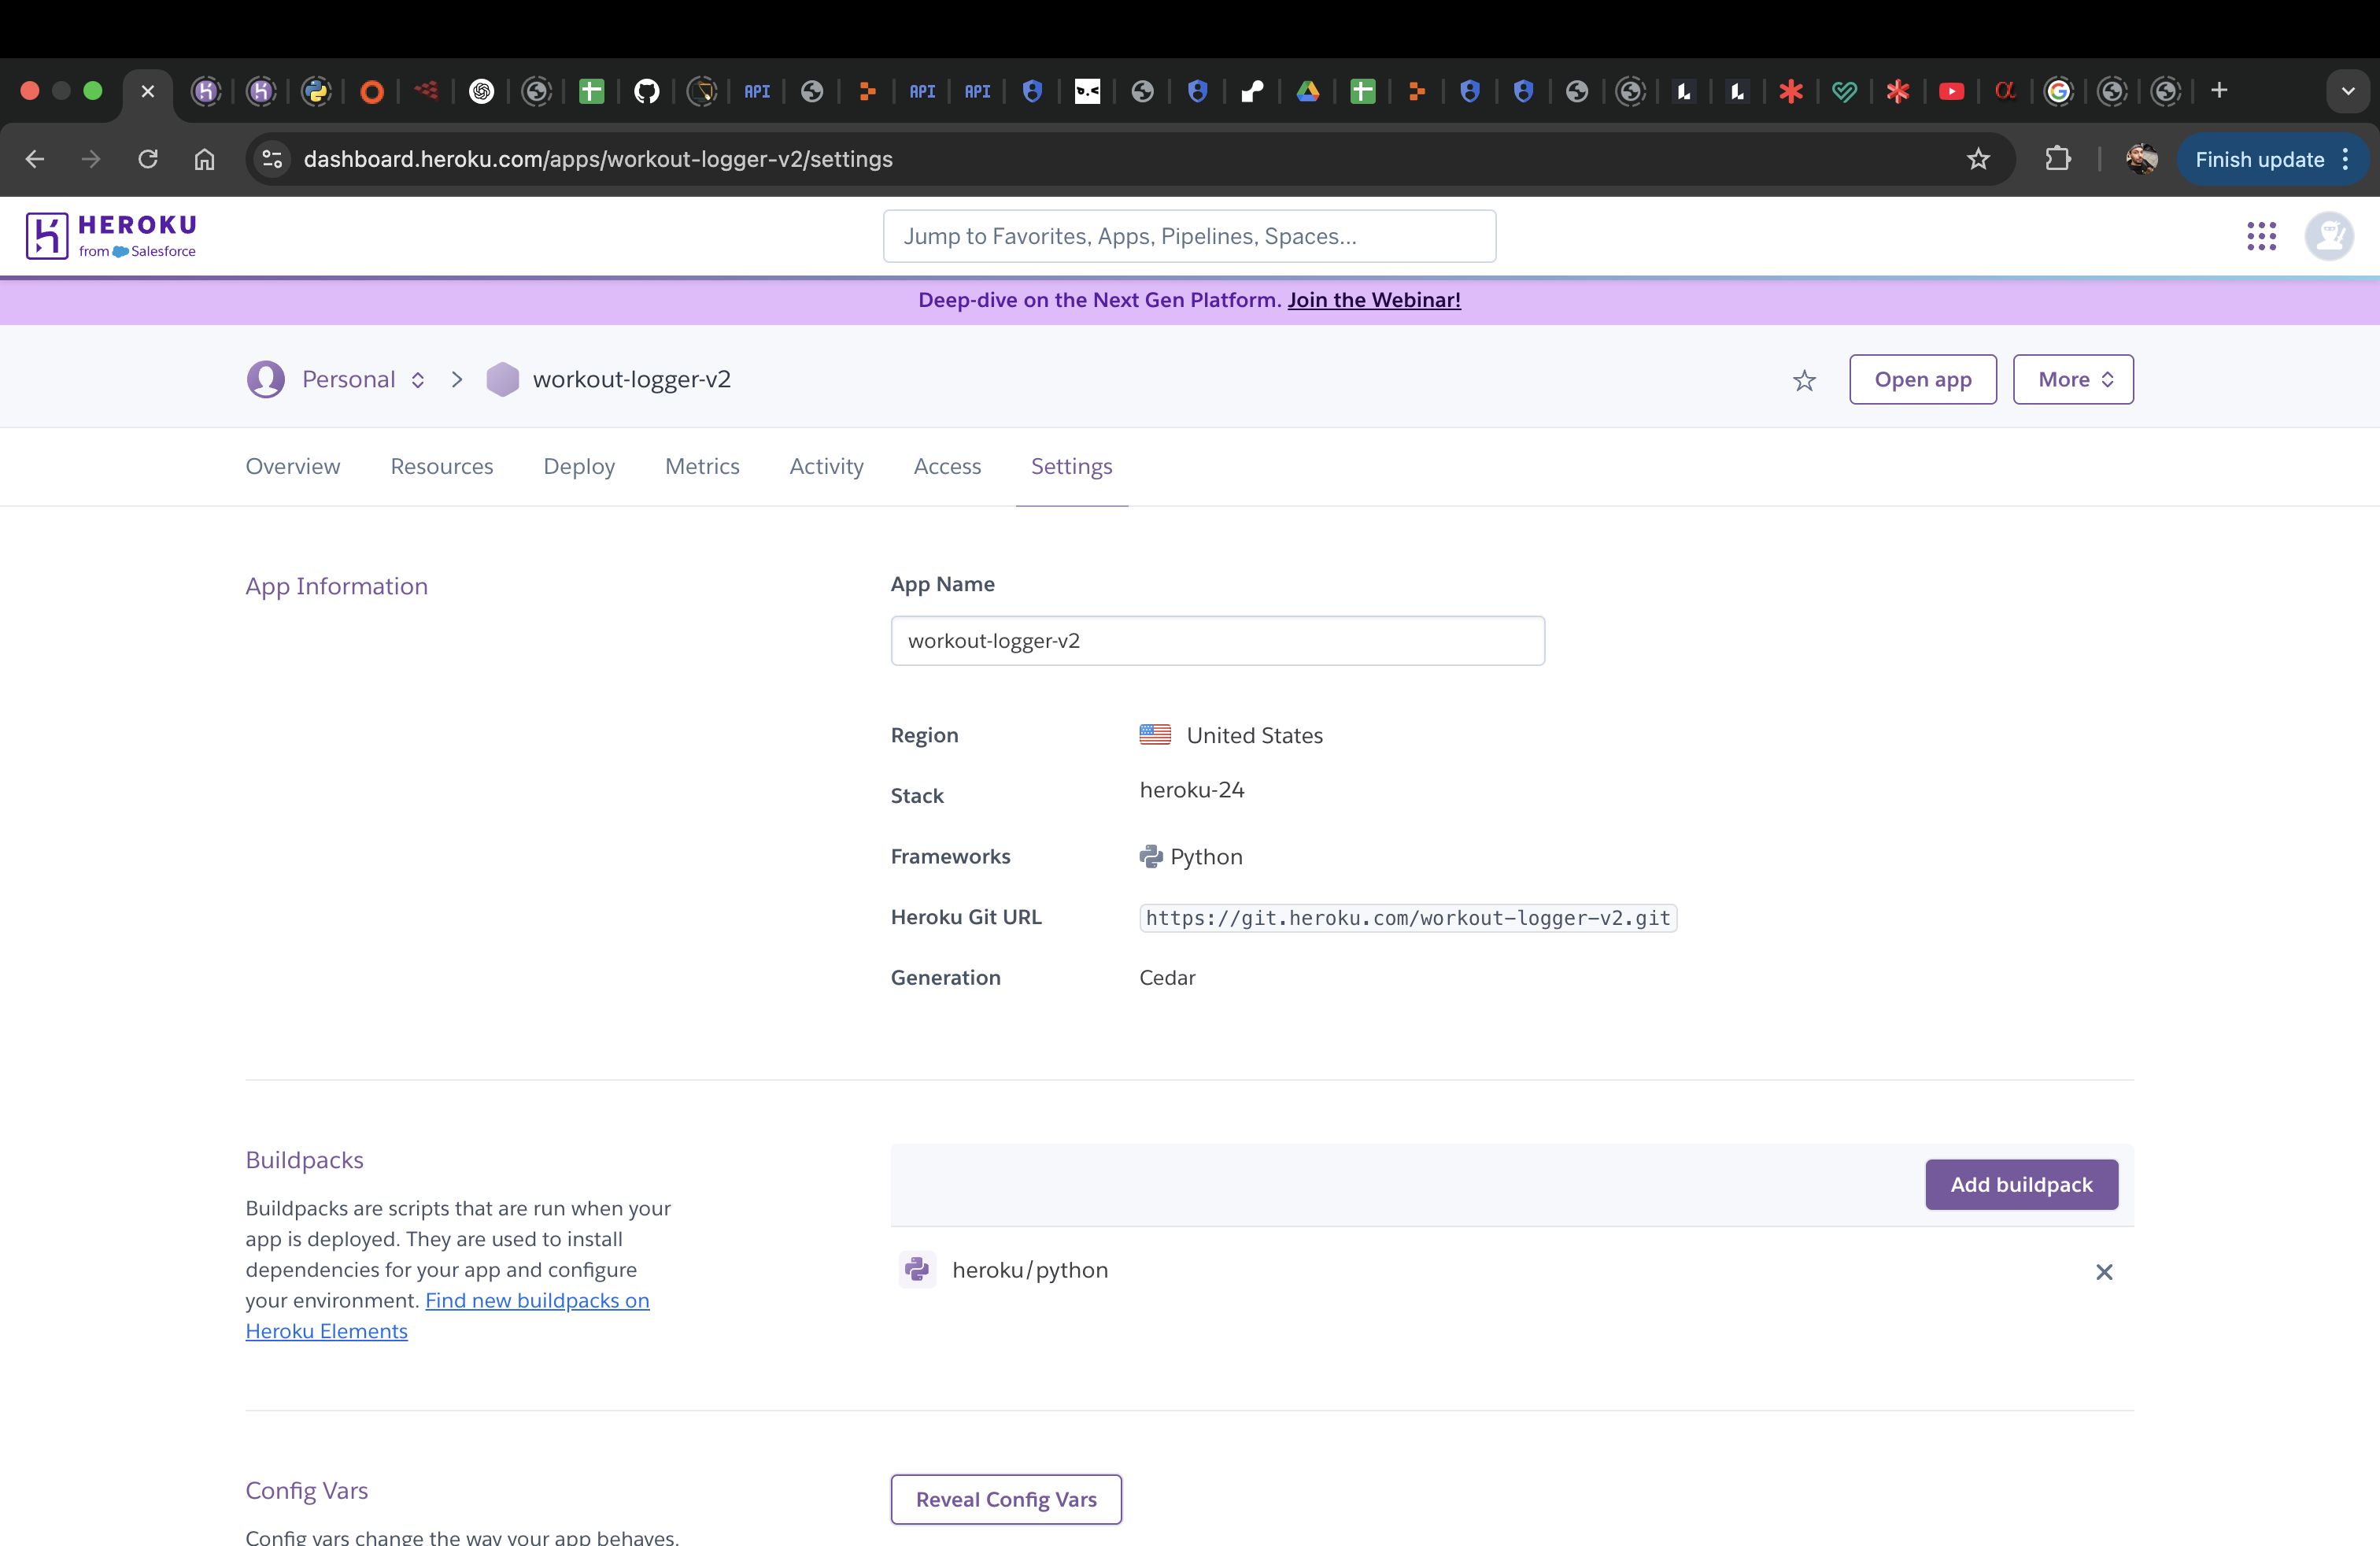 API
API
API
dashboard.heroku.com/apps/workout-logger-v2/settings
Finish update
HEROKU
from Salesforce
Jump to Favorites, Apps, Pipelines, Spaces...
Deep-dive on the Next Gen Platform. Join the Webinar!
Personal
workout-logger-v2
Open app
More
Overview
Resources
Deploy
Metrics
Activity
Access
Settings
App Information
App Name
workout-logger-v2
Region
United States
Stack
heroku-24
Frameworks
Python
Heroku Git URL
https://git.heroku.com/workout-logger-v2.git
Generation
Cedar
Buildpacks
Buildpacks are scripts that are run when your
app is deployed. They are used to install
dependencies for your app and configure
your environment. Find new buildpacks on
Heroku Elements
Add buildpack
heroku/python
Config Vars
Config vars change the way your app behaves.
Reveal Config Vars